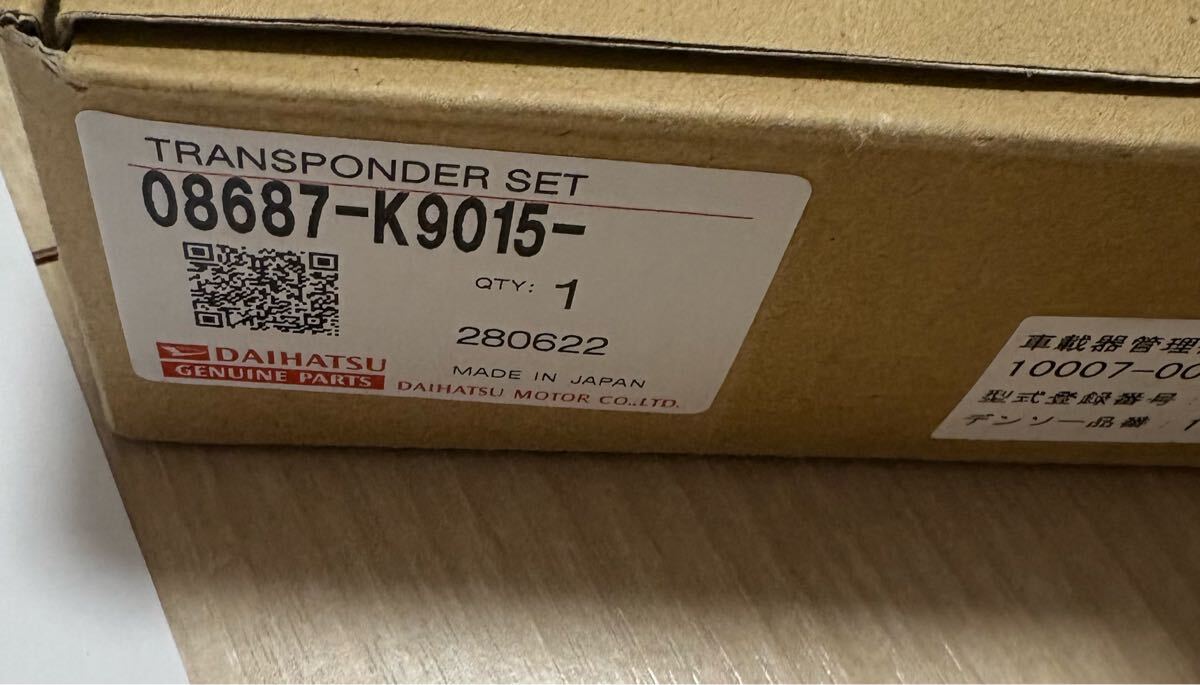 TRANSPONDER SET
08687-K9015-
QTY: 1
280622
DAIHATSU
GENUINE PARTS
MADE IN JAPAN
DAIHATSU MOTOR CO.,LTD.
車載器管理
10007-00
型式登録番号
デンソー品番 : 1